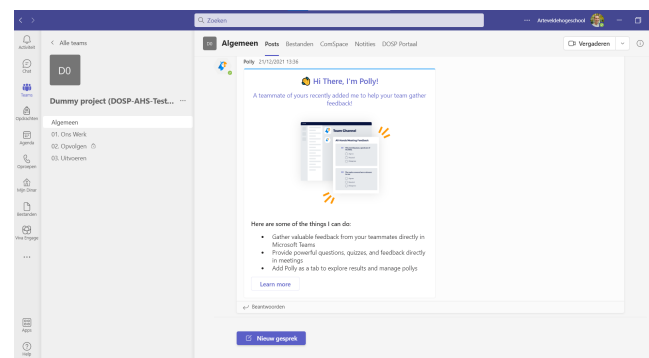 Zoeken
Arteveldehogeschool
Activiteit
Chat
Teams
Opdrachten
Agenda
Oproepen
Mijn Dinar
Bestanden
Viva Engage
Apps
Help
Alle teams
D0
Dummy project (DOSP-AHS-Test...
Algemeen
01. Ons Werk
02. Opvolgen
03. Uitvoeren
D0 Algemeen Posts Bestanden ComSpace Notities DOSP Portaal
Vergaderen
Polly 21/12/2021 13:36
Hi There, I'm Polly!
A teammate of yours recently added me to help your team gather
feedback!
Team Channel
Here are some of the things I can do:
• Gather valuable feedback from your teammates directly in
Microsoft Teams
• Provide powerful questions, quizzes, and feedback directly
in meetings
• Add Polly as a tab to explore results and manage pollys
Learn more
Beantwoorden
Nieuw gesprek